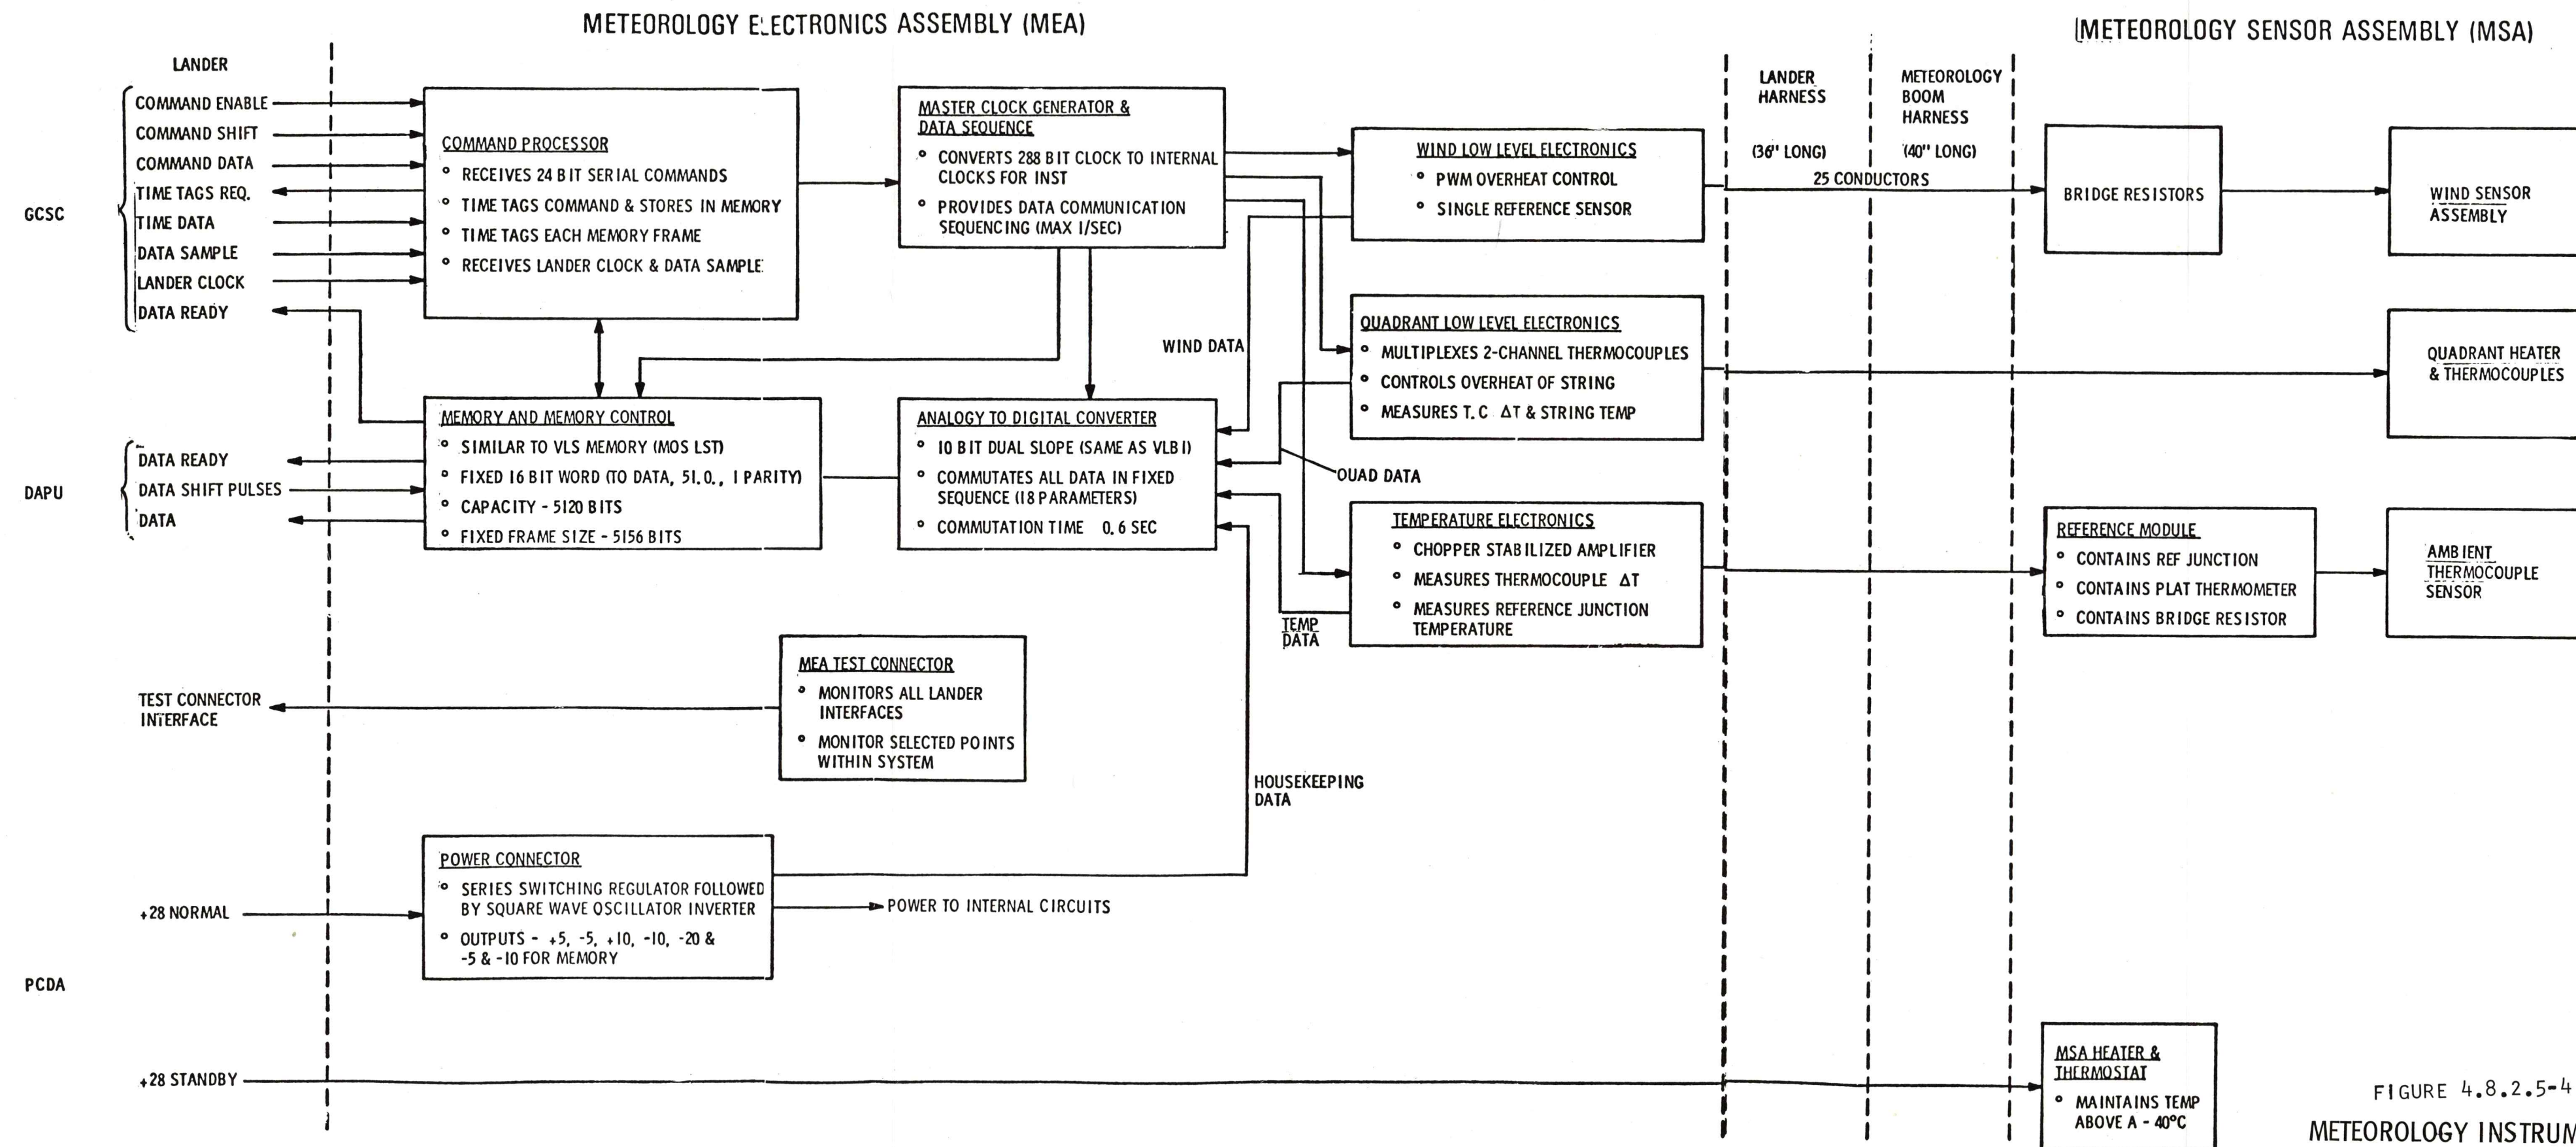 METEOROLOGY ELECTRONICS ASSEMBLY (MEA)
METEOROLOGY SENSOR ASSEMBLY (MSA)
LANDER
GCSC
COMMAND ENABLE
COMMAND SHIFT
COMMAND DATA
TIME TAGS REQ.
TIME DATA
DATA SAMPLE
LANDER CLOCK
DATA READY
COMMAND PROCESSOR
° RECEIVES 24 BIT SERIAL COMMANDS
° TIME TAGS COMMAND & STORES IN MEMORY
° TIME TAGS EACH MEMORY FRAME
° RECEIVES LANDER CLOCK & DATA SAMPLE
MASTER CLOCK GENERATOR &
DATA SEQUENCE
° CONVERTS 288 BIT CLOCK TO INTERNAL
CLOCKS FOR INST
° PROVIDES DATA COMMUNICATION
SEQUENCING (MAX 1/SEC)
WIND LOW LEVEL ELECTRONICS
° PWM OVERHEAT CONTROL
° SINGLE REFERENCE SENSOR
LANDER
HARNESS
(36" LONG)
METEOROLOGY
BOOM
HARNESS
(40" LONG)
25 CONDUCTORS
BRIDGE RESISTORS
WIND SENSOR
ASSEMBLY
WIND DATA
QUADRANT LOW LEVEL ELECTRONICS
° MULTIPLEXES 2-CHANNEL THERMOCOUPLES
° CONTROLS OVERHEAT OF STRING
° MEASURES T.C ΔT & STRING TEMP
QUADRANT HEATER
& THERMOCOUPLES
DAPU
DATA READY
DATA SHIFT PULSES
DATA
MEMORY AND MEMORY CONTROL
° SIMILAR TO VLS MEMORY (MOS LST)
° FIXED 16 BIT WORD (TO DATA, 51.0., 1 PARITY)
° CAPACITY - 5120 BITS
° FIXED FRAME SIZE - 5156 BITS
ANALOGY TO DIGITAL CONVERTER
° 10 BIT DUAL SLOPE (SAME AS VLBI)
° COMMUTATES ALL DATA IN FIXED
SEQUENCE (18 PARAMETERS)
° COMMUTATION TIME 0.6 SEC
OUAD DATA
TEMPERATURE ELECTRONICS
° CHOPPER STABILIZED AMPLIFIER
° MEASURES THERMOCOUPLE ΔT
° MEASURES REFERENCE JUNCTION
TEMPERATURE
TEMP
DATA
REFERENCE MODULE
° CONTAINS REF JUNCTION
° CONTAINS PLAT THERMOMETER
° CONTAINS BRIDGE RESISTOR
AMBIENT
THERMOCOUPLE
SENSOR
TEST CONNECTOR
INTERFACE
MEA TEST CONNECTOR
° MONITORS ALL LANDER
INTERFACES
° MONITOR SELECTED POINTS
WITHIN SYSTEM
HOUSEKEEPING
DATA
PCDA
+28 NORMAL
POWER CONNECTOR
° SERIES SWITCHING REGULATOR FOLLOWED
BY SQUARE WAVE OSCILLATOR INVERTER
° OUTPUTS - +5, -5, +10, -10, -20 &
-5 & -10 FOR MEMORY
POWER TO INTERNAL CIRCUITS
+28 STANDBY
MSA HEATER &
THERMOSTAT
° MAINTAINS TEMP
ABOVE A - 40°C
FIGURE 4.8.2.5-4
METEOROLOGY INSTRUM